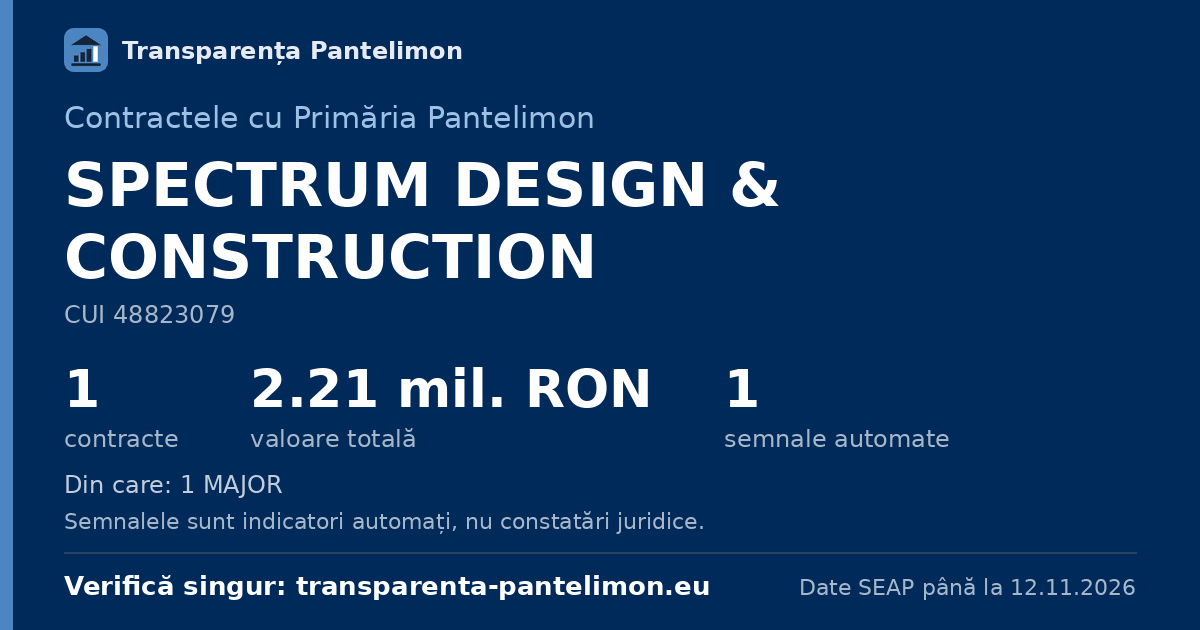 Transparența Pantelimon
Contractele cu Primăria Pantelimon
SPECTRUM DESIGN &
CONSTRUCTION
CUI 48823079
1 2.21 mil. RON 1
contracte valoare totală semnale automate
Din care: 1 MAJOR
Semnalele sunt indicatori automați, nu constatări juridice.
Verifică singur: transparenta-pantelimon.eu Date SEAP până la 12.11.2026